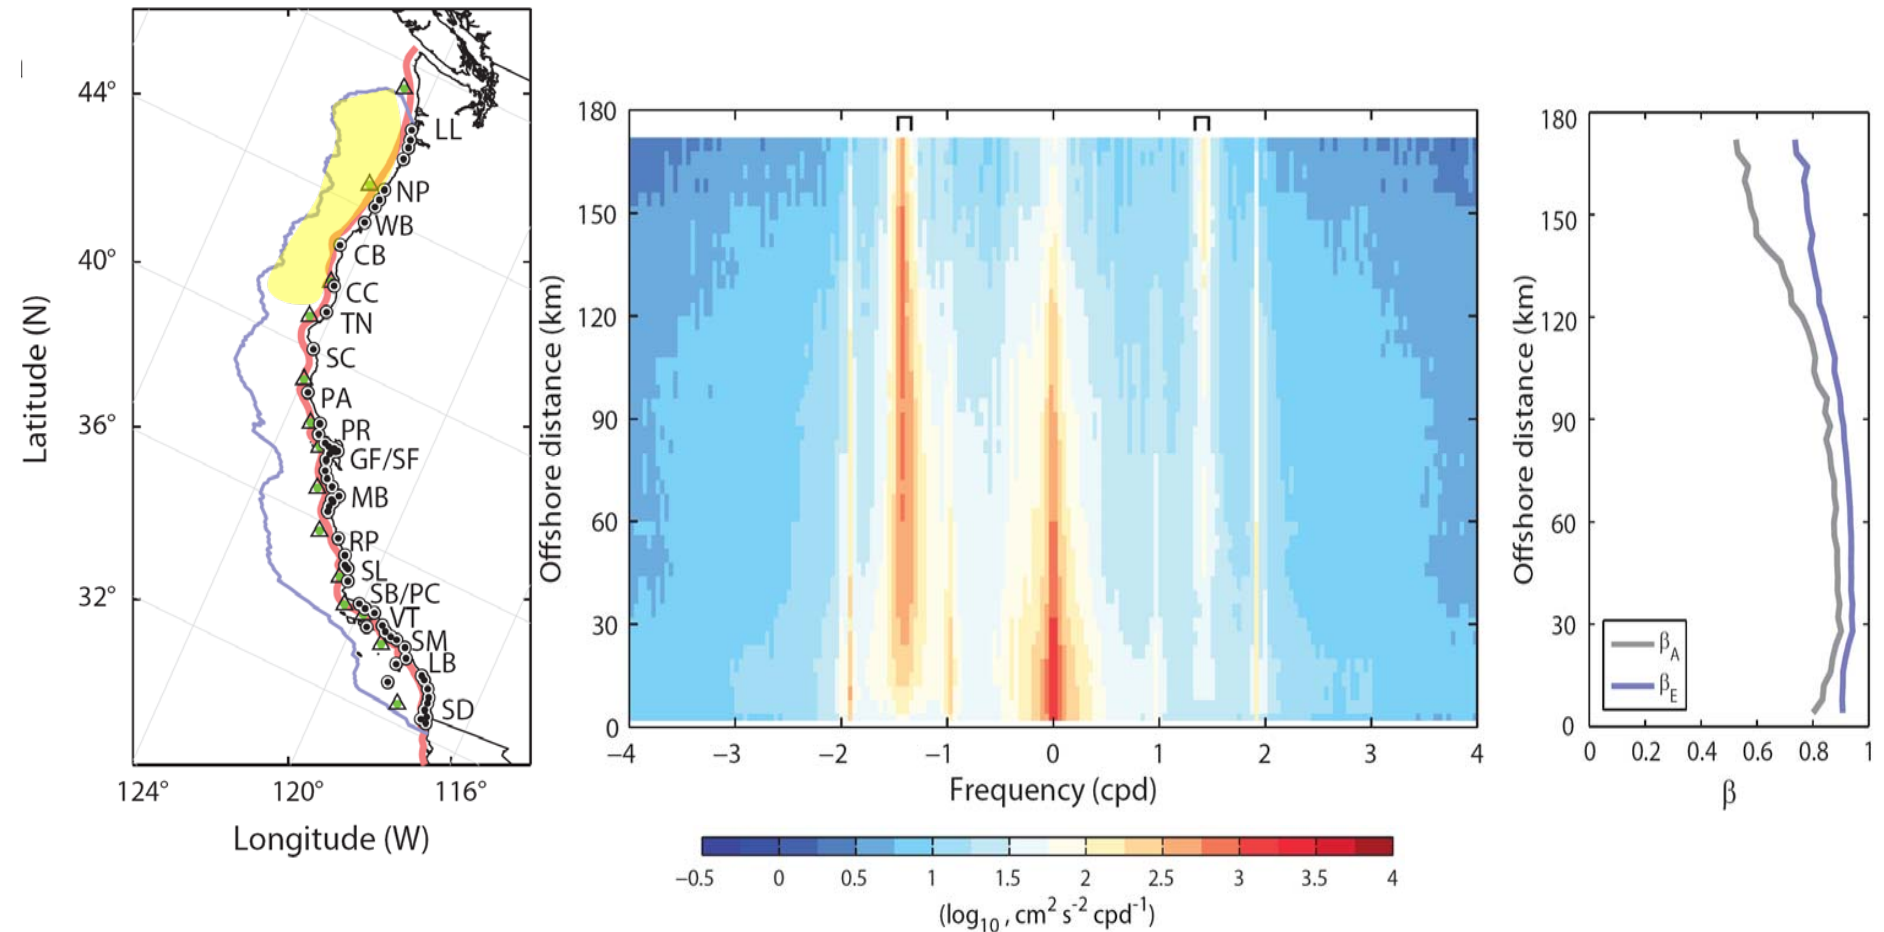 44°
40°
36°
32°
124°
120°
116°
Latitude (N)
Longitude (W)
LL
NP
WB
CB
CC
TN
SC
PA
PR
GF/SF
MB
RP
SL
SB/PC
VT
SM
LB
SD
180
150
120
90
60
30
0
Offshore distance (km)
−4 −3 −2 −1 0 1 2 3 4
Frequency (cpd)
−0.5 0 0.5 1 1.5 2 2.5 3 3.5 4
(log10 , cm2 s-2 cpd-1)
180
150
120
90
60
30
0
Offshore distance (km)
βA
βE
0 0.2 0.4 0.6 0.8 1
β